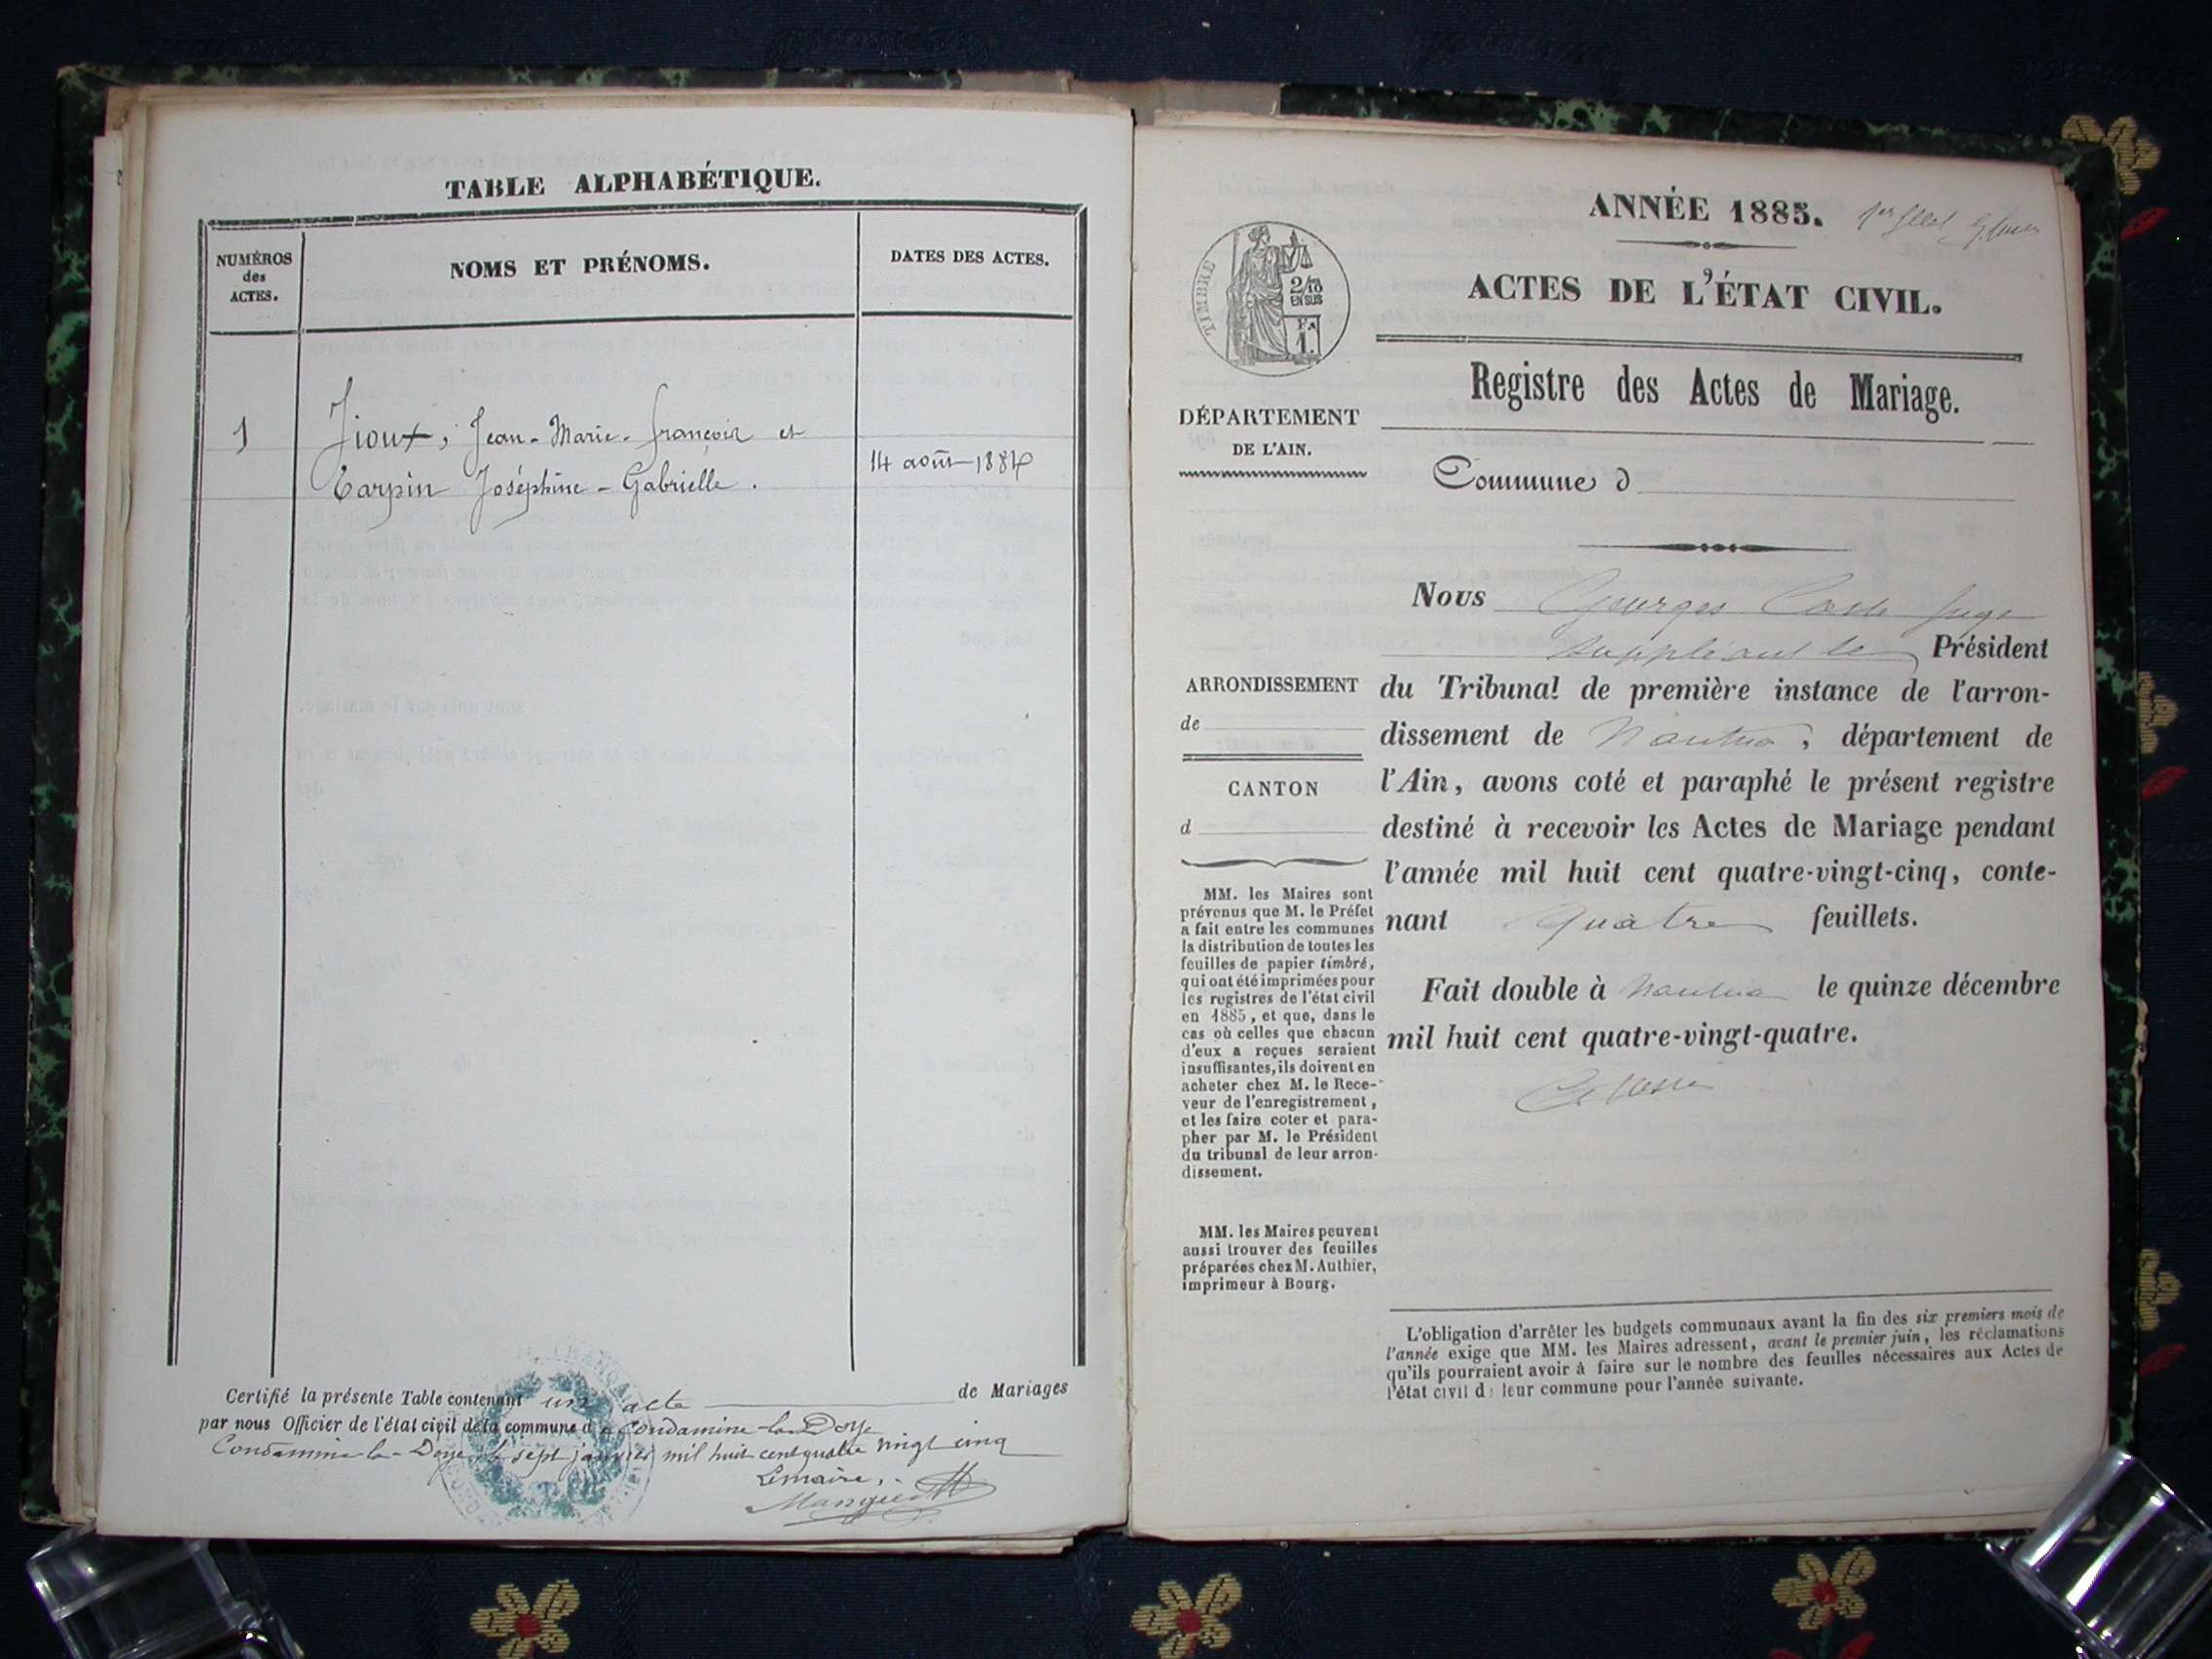 TABLE ALPHABÉTIQUE.
NUMÉROS
des
ACTES.
NOMS ET PRÉNOMS.
DATES DES ACTES.
1
Jean-Marie-François et
Tarpin Joséphine-Gabrielle.
14 août 1884
Certifié la présente Table contenant un acte de Mariages
par nous Officier de l'état civil de la commune d e Condamine-la-Doye
Condamine-la-Doye le sept janvier mil huit cent quatre vingt cinq
Le maire,
ANNÉE 1885.
1er
TIMBRE
2/10
EN SUS
1.
ACTES DE L'ÉTAT CIVIL.
Registre des Actes de Mariage.
DÉPARTEMENT
DE L'AIN.
Commune d
ARRONDISSEMENT
de
CANTON
d
MM. les Maires sont
prévenus que M. le Préfet
a fait entre les communes
la distribution de toutes les
feuilles de papier timbré,
qui ont été imprimées pour
les registres de l'état civil
en 1885, et que, dans le
cas où celles que chacun
d'eux a reçues seraient
insuffisantes, ils doivent en
acheter chez M. le Rece-
veur de l'enregistrement,
et les faire coter et para-
pher par M. le Président
du tribunal de leur arron-
dissement.
MM. les Maires peuvent
aussi trouver des feuilles
préparées chez M. Authier,
imprimeur à Bourg.
Nous Georges juge
suppléant le Président
du Tribunal de première instance de l'arron-
dissement de Nantua, département de
l'Ain, avons coté et paraphé le présent registre
destiné à recevoir les Actes de Mariage pendant
l'année mil huit cent quatre-vingt-cinq, conte-
nant quatre feuillets.
Fait double à Nantua le quinze décembre
mil huit cent quatre-vingt-quatre.
L'obligation d'arrêter les budgets communaux avant la fin des six premiers mois de
l'année exige que MM. les Maires adressent, avant le premier juin, les réclamations
qu'ils pourraient avoir à faire sur le nombre des feuilles nécessaires aux Actes de
l'état civil de leur commune pour l'année suivante.